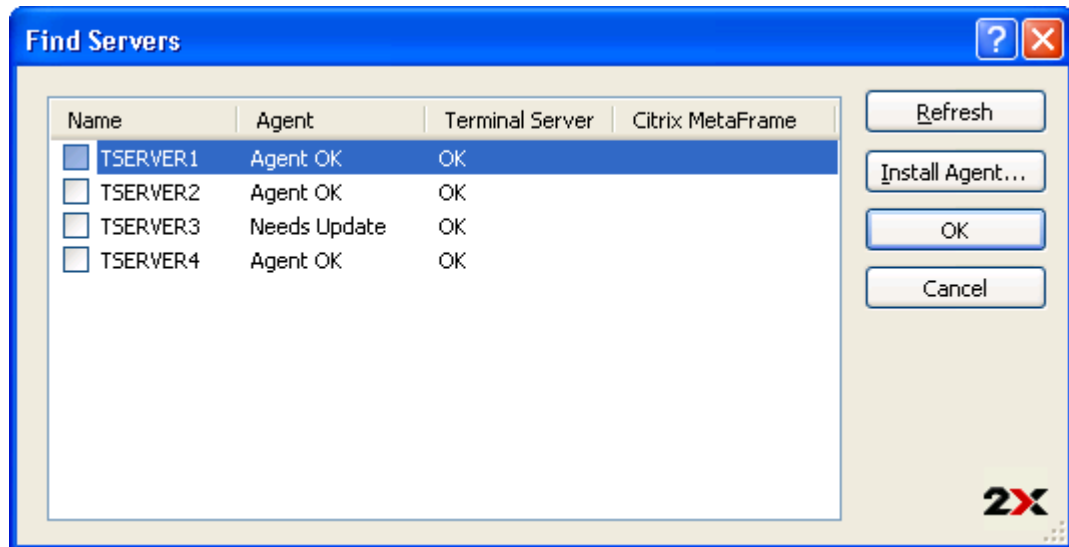 Find Servers
Name Agent Terminal Server Citrix MetaFrame
TSERVER1 Agent OK OK
TSERVER2 Agent OK OK
TSERVER3 Needs Update OK
TSERVER4 Agent OK OK
Refresh
Install Agent...
OK
Cancel
2X